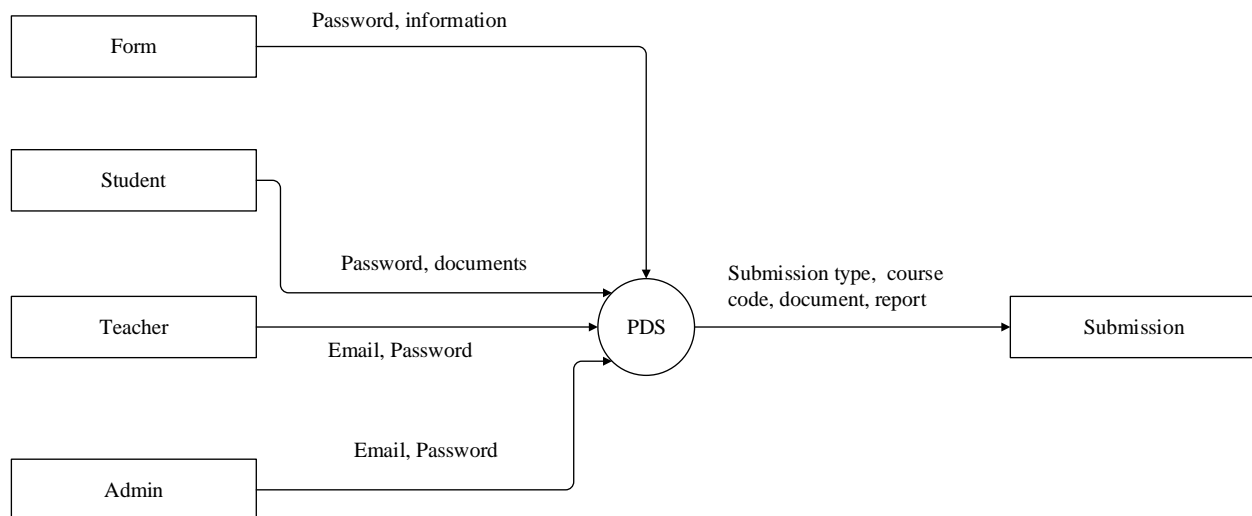 Password, information
Form
Student
Password, documents
Submission type,  course
code, document, report
Teacher
PDS
Submission
Email, Password
Email, Password
Admin